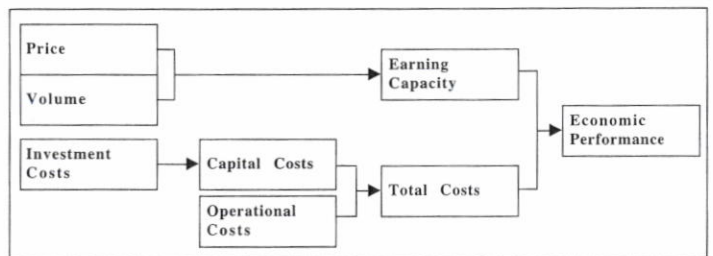 Price
Volume
Earning
Capacity
Economic
Performance
Investment
Costs
Capital Costs
Operational
Costs
Total Costs